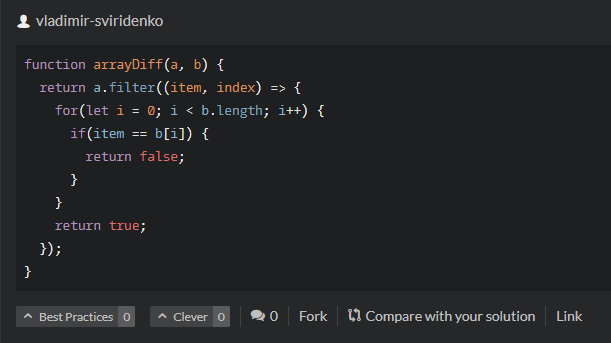 vladimir-sviridenko
function arrayDiff(a, b) {
  return a.filter((item, index) => {
    for(let i = 0; i < b.length; i++) {
      if(item == b[i]) {
        return false;
      }
    }
    return true;
  });
}
Best Practices 0 Clever 0 0 Fork Compare with your solution Link